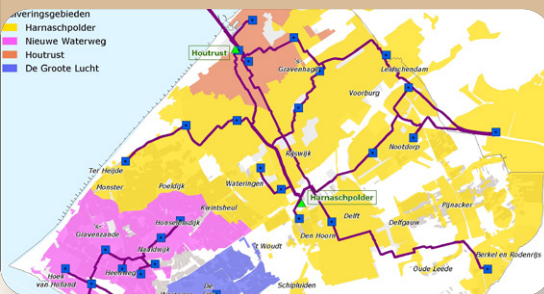 Harnaschpolder
Nieuwe Waterweg
Houtrust
De Groote Lucht
Houtrust
's-
Gravenhage
Leidschendam
Voorburg
Rijswijk
Nootdorp
Ter Heijde
Monster
Poeldijk
Wateringen
Kwintsheul
Harnaschpolder
Pijnacker
Delft
Delfgauw
Den Hoorn
Honselersdijk
's-
Gravenzande
Naaldwijk
't Woudt
Berkel en Rodenrijs
Oude Leede
Hoek
van Holland
Heenweg
De
Schipluiden